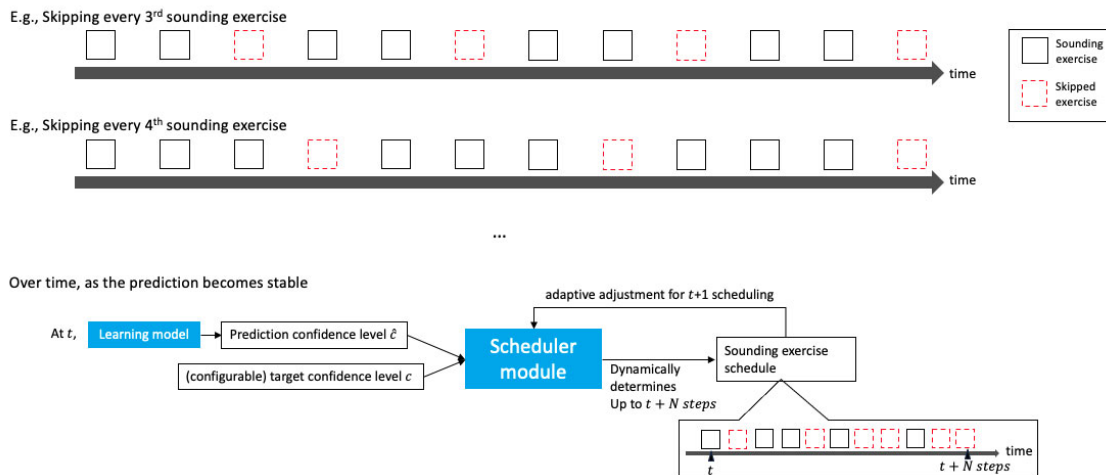 E.g., Skipping every 3rd sounding exercise
time
Sounding
exercise
Skipped
exercise
E.g., Skipping every 4th sounding exercise
time
...
Over time, as the prediction becomes stable
adaptive adjustment for t+1 scheduling
At t,
Learning model
Prediction confidence level ĉ
(configurable) target confidence level c
Scheduler
module
Dynamically
determines
Up to t + N steps
Sounding exercise
schedule
time
t
t + N steps